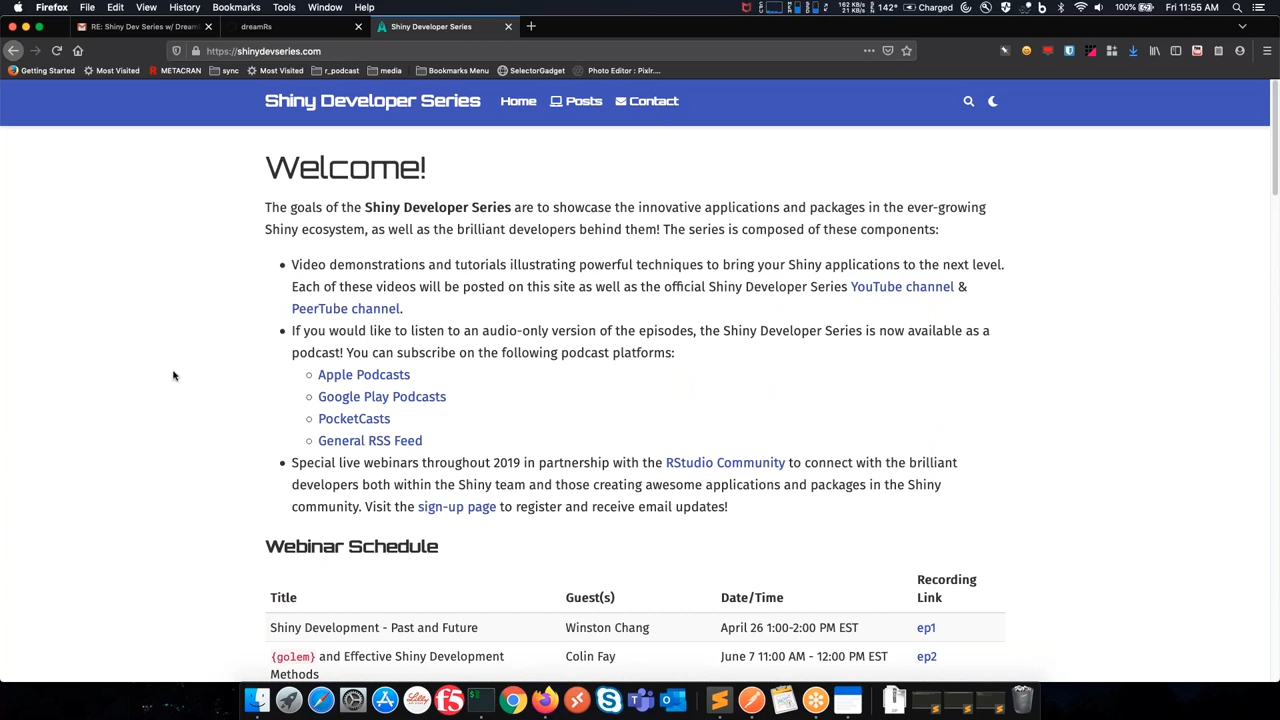 Firefox File Edit View History Bookmarks Tools Window Help 142° Charged 100% Fri 11:55 AM
RE: Shiny Dev Series w/ Dream
dreamRs
Shiny Developer Series
https://shinydevseries.com
Getting Started Most Visited METACRAN sync Most Visited r_podcast media Bookmarks Menu SelectorGadget Photo Editor : Pixlr....
Shiny Developer Series Home Posts Contact
Welcome!
The goals of the Shiny Developer Series are to showcase the innovative applications and packages in the ever-growing
Shiny ecosystem, as well as the brilliant developers behind them! The series is composed of these components:
Video demonstrations and tutorials illustrating powerful techniques to bring your Shiny applications to the next level.
Each of these videos will be posted on this site as well as the official Shiny Developer Series YouTube channel &
PeerTube channel.
If you would like to listen to an audio-only version of the episodes, the Shiny Developer Series is now available as a
podcast! You can subscribe on the following podcast platforms:
Apple Podcasts
Google Play Podcasts
PocketCasts
General RSS Feed
Special live webinars throughout 2019 in partnership with the RStudio Community to connect with the brilliant
developers both within the Shiny team and those creating awesome applications and packages in the Shiny
community. Visit the sign-up page to register and receive email updates!
Webinar Schedule
Title Guest(s) Date/Time Recording Link
Shiny Development - Past and Future Winston Chang April 26 1:00-2:00 PM EST ep1
{golem} and Effective Shiny Development Colin Fay June 7 11:00 AM - 12:00 PM EST ep2
Methods
Lilly f5